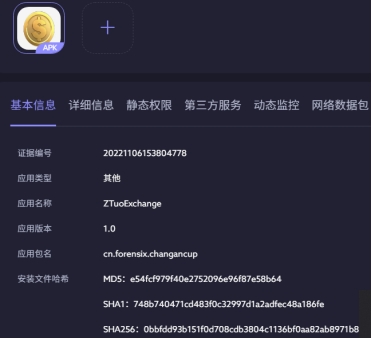 APK
基本信息 详细信息 静态权限 第三方服务 动态监控 网络数据包
证据编号 20221106153804778
应用类型 其他
应用名称 ZTuoExchange
应用版本 1.0
应用包名 cn.forensix.changancup
安装文件哈希 MD5：e54fcf979f40e2752096e96f87e58b64
SHA1：748b740471cd483f0c32997d1a2adfec48a186fe
SHA256：0bbfdd93b151f0d708cdb3804c1136bf0aa82ab8971b8